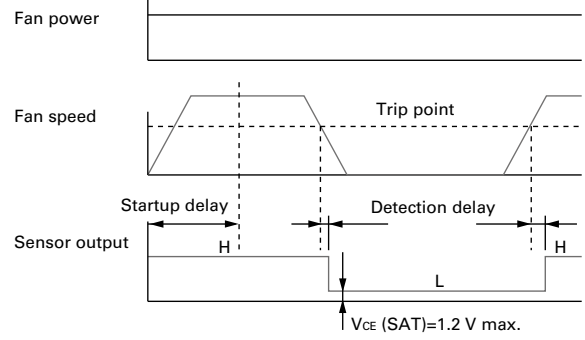 Fan power
Fan speed
Trip point
Startup delay
Detection delay
Sensor output
H
H
L
VCE (SAT)=1.2 V max.